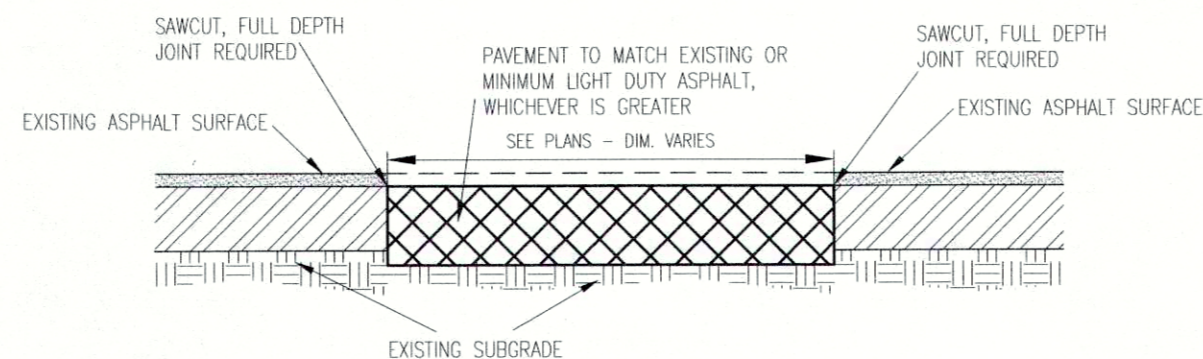 SAWCUT, FULL DEPTH
JOINT REQUIRED
PAVEMENT TO MATCH EXISTING OR
MINIMUM LIGHT DUTY ASPHALT,
WHICHEVER IS GREATER
SAWCUT, FULL DEPTH
JOINT REQUIRED
EXISTING ASPHALT SURFACE
EXISTING ASPHALT SURFACE
SEE PLANS - DIM. VARIES
EXISTING SUBGRADE